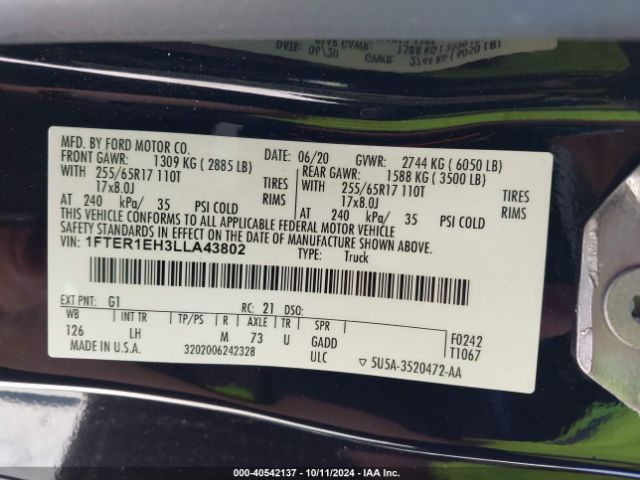 MFD. BY FORD MOTOR CO.
DATE: 06/20 GVWR: 2744 KG ( 6050 LB)
FRONT GAWR: 1309 KG ( 2885 LB)
REAR GAWR: 1588 KG ( 3500 LB)
WITH 255/65R17 110T TIRES
WITH 255/65R17 110T TIRES
17x8.0J RIMS
17x8.0J RIMS
AT 240 kPa/ 35 PSI COLD
AT 240 kPa/ 35 PSI COLD
THIS VEHICLE CONFORMS TO ALL APPLICABLE FEDERAL MOTOR VEHICLE
SAFETY STANDARDS IN EFFECT ON THE DATE OF MANUFACTURE SHOWN ABOVE.
VIN: 1FTER1EH3LLA43802
TYPE: Truck
EXT PNT: G1 RC: 21 DSO:
WB INT TR TP/PS R AXLE TR SPR
126 LH M 73 U GADD
F0242
T1067
ULC
MADE IN U.S.A. 3202006242328
▽ 5U5A-3520472-AA
000-40542137 - 10/11/2024 - IAA Inc.